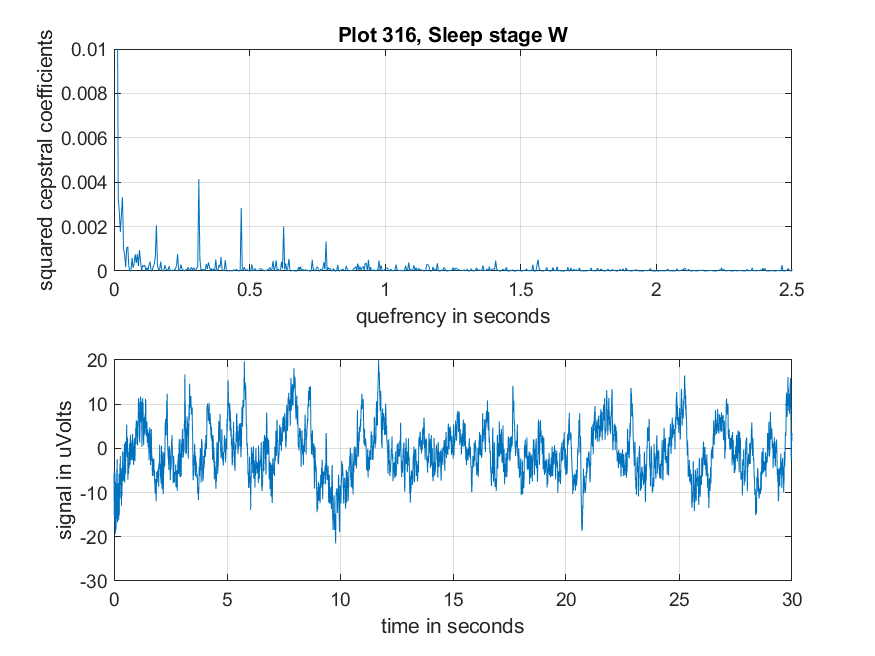 Plot 316, Sleep stage W
squared cepstral coefficients
0.01
0.008
0.006
0.004
0.002
0
0 0.5 1 1.5 2 2.5
quefrency in seconds
signal in uVolts
20
10
0
-10
-20
-30
0 5 10 15 20 25 30
time in seconds